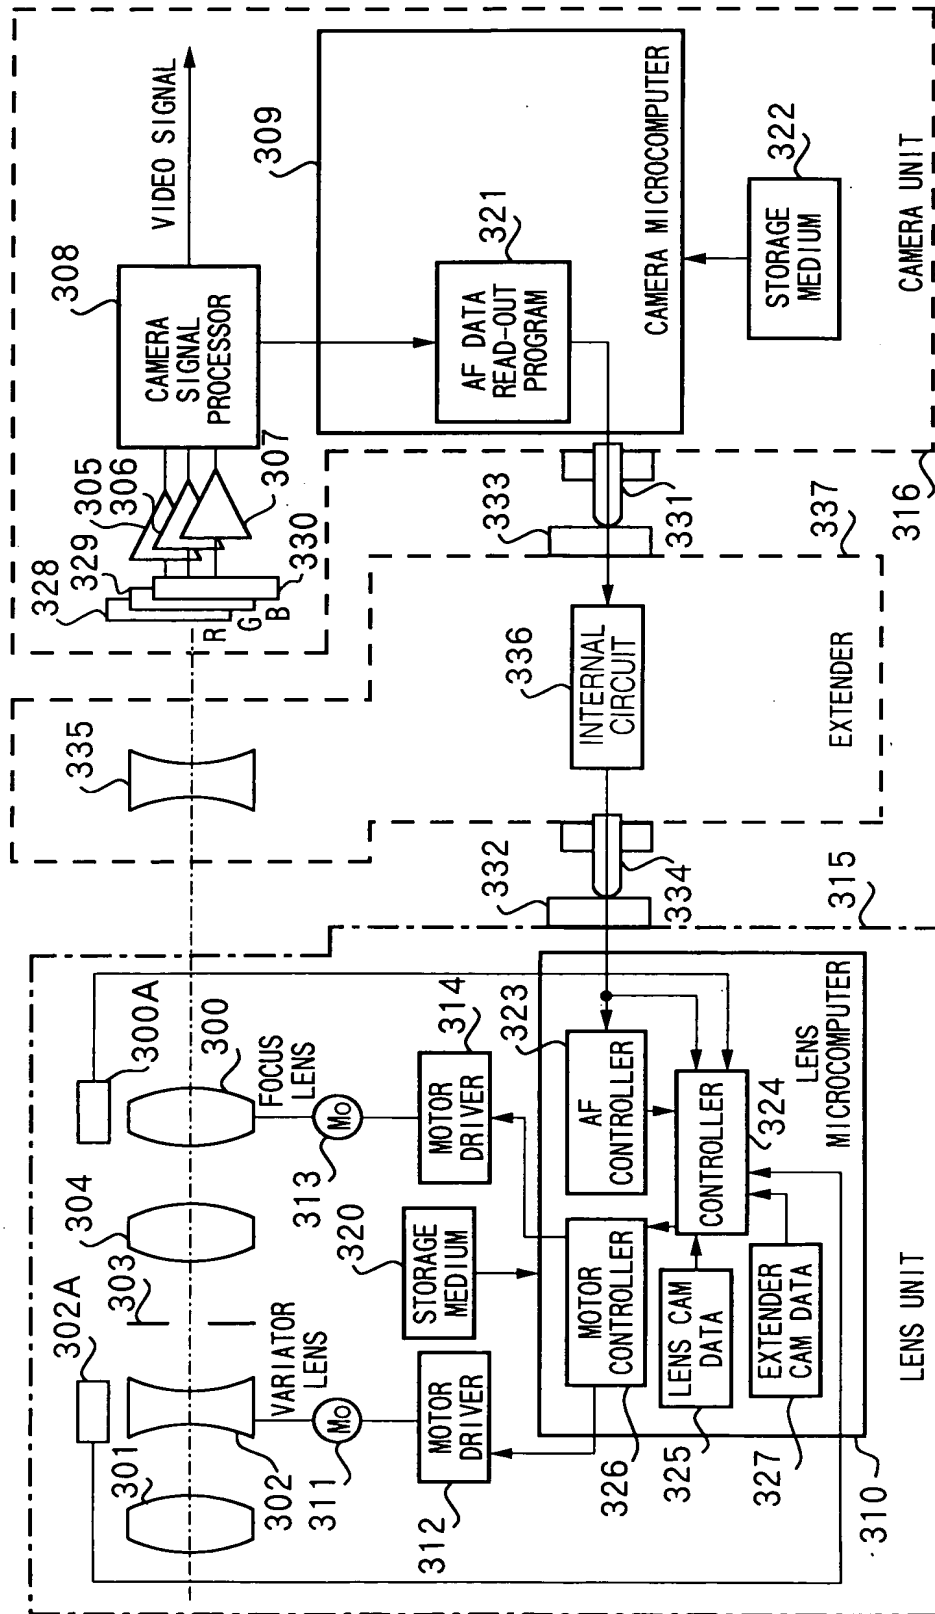 302A
301
302
VARIATOR
LENS
303
304
300A
300
FOCUS
LENS
335
328
329
330
R
G
B
305
306
307
308
CAMERA
SIGNAL
PROCESSOR
VIDEO SIGNAL
Mo
311
MOTOR
DRIVER
312
320
STORAGE
MEDIUM
Mo
313
MOTOR
DRIVER
314
MOTOR
CONTROLLER
326
AF
CONTROLLER
323
LENS CAM
DATA
325
CONTROLLER
324
EXTENDER
CAM DATA
327
LENS
MICROCOMPUTER
310
LENS UNIT
315
332
334
INTERNAL
CIRCUIT
336
EXTENDER
337
333
331
309
AF DATA
READ-OUT
PROGRAM
321
CAMERA MICROCOMPUTER
STORAGE
MEDIUM
322
CAMERA UNIT
316